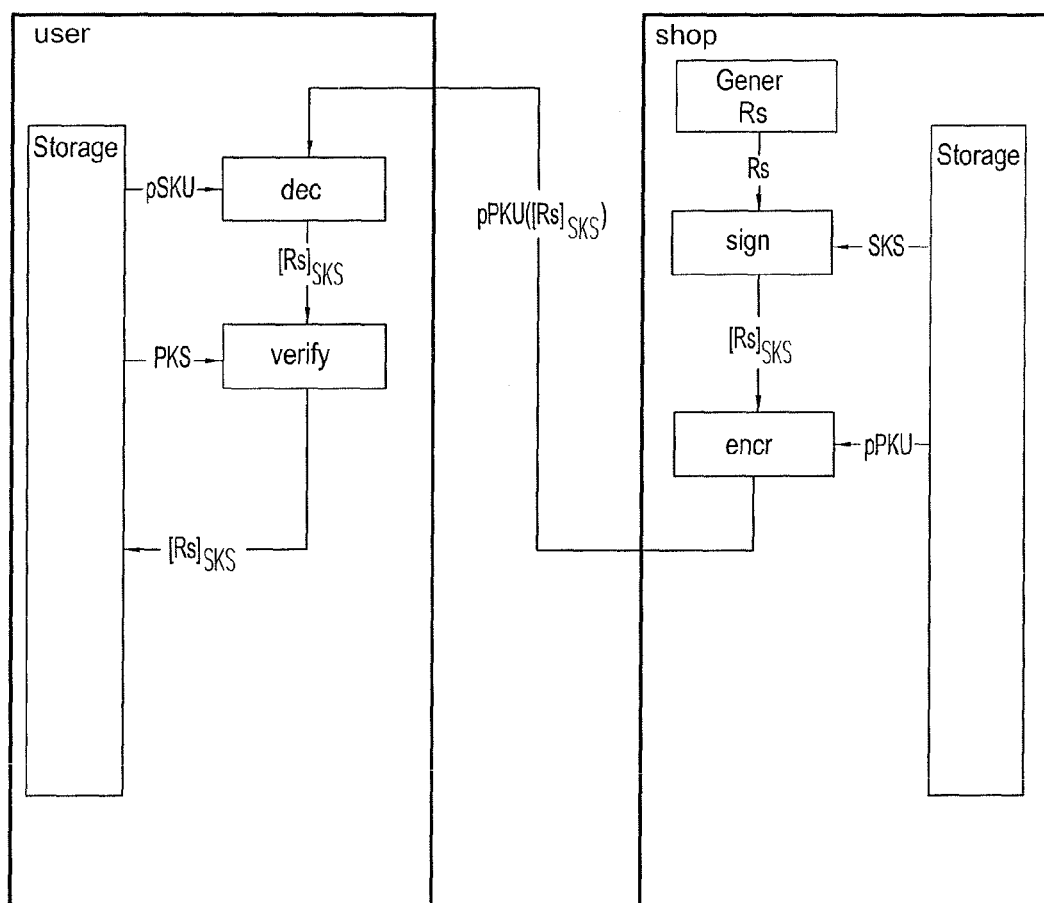 user
Storage
pSKU
dec
[Rs]SKS
PKS
verify
[Rs]SKS
pPKU([Rs]SKS)
shop
Gener
Rs
Rs
Storage
sign
SKS
[Rs]SKS
encr
pPKU